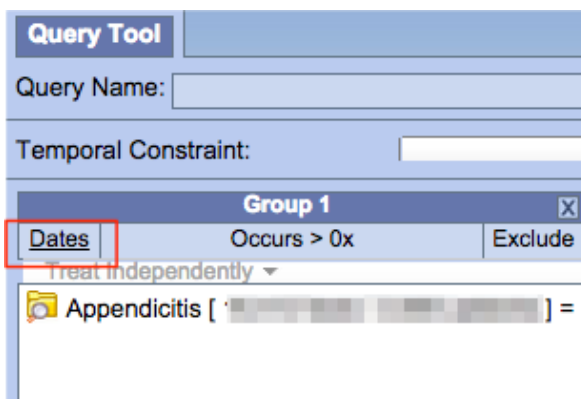 Query Tool
Query Name:
Temporal Constraint:
Group 1 X
Dates Occurs > 0x Exclude
Treat Independently
Appendicitis [ ] =